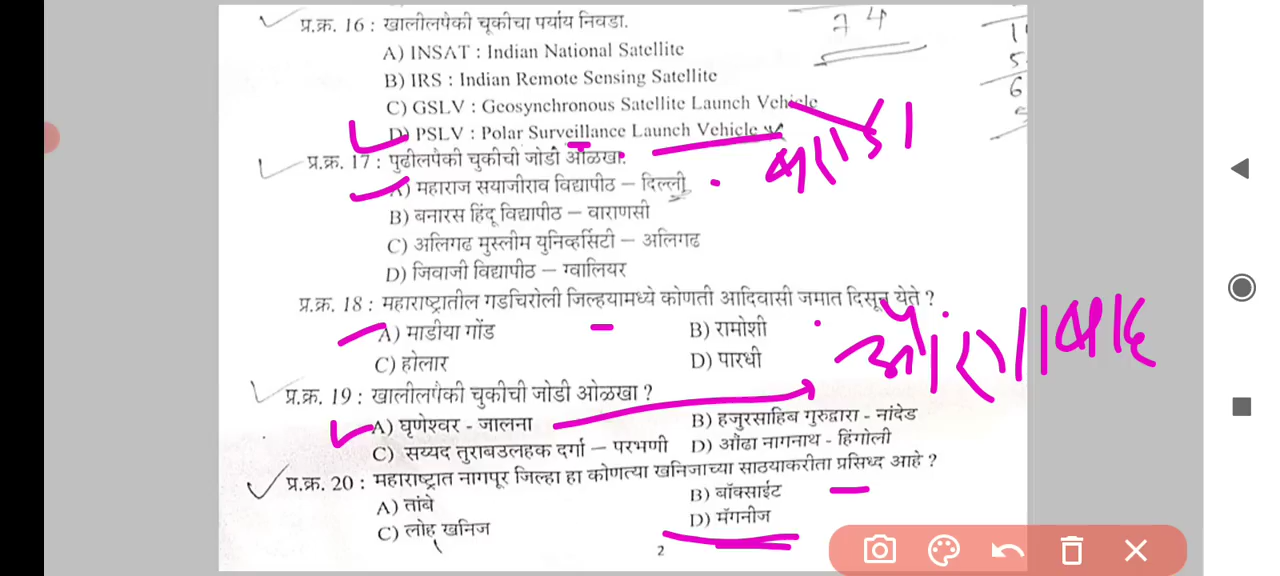 प्र.क्र. 16 : खालीलपैकी चूकीचा पर्याय निवडा.
74
A) INSAT : Indian National Satellite
B) IRS : Indian Remote Sensing Satellite
C) GSLV : Geosynchronous Satellite Launch Vehicle
D) PSLV : Polar Surveillance Launch Vehicle
प्र.क्र. 17 : पुढीलपैकी चुकीची जोडी ओळखा.
A) महाराज सयाजीराव विद्यापीठ – दिल्ली
B) बनारस हिंदू विद्यापीठ – वाराणसी
C) अलिगढ मुस्लीम युनिव्हर्सिटी – अलिगढ
D) जिवाजी विद्यापीठ – ग्वालियर
प्र.क्र. 18 : महाराष्ट्रातील गडचिरोली जिल्हयामध्ये कोणती आदिवासी जमात दिसून येते ?
A) माडीया गोंड B) रामोशी
C) होलार D) पारधी
प्र.क्र. 19 : खालीलपैकी चुकीची जोडी ओळखा ?
A) घृणेश्वर - जालना B) हजुरसाहिब गुरुद्वारा - नांदेड
C) सय्यद तुराबउलहक दर्गा – परभणी D) औंढा नागनाथ - हिंगोली
प्र.क्र. 20 : महाराष्ट्रात नागपूर जिल्हा हा कोणत्या खनिजाच्या साठयाकरीता प्रसिध्द आहे ?
A) तांबे B) बॉक्साईट
C) लोह खनिज D) मॅगनीज
2